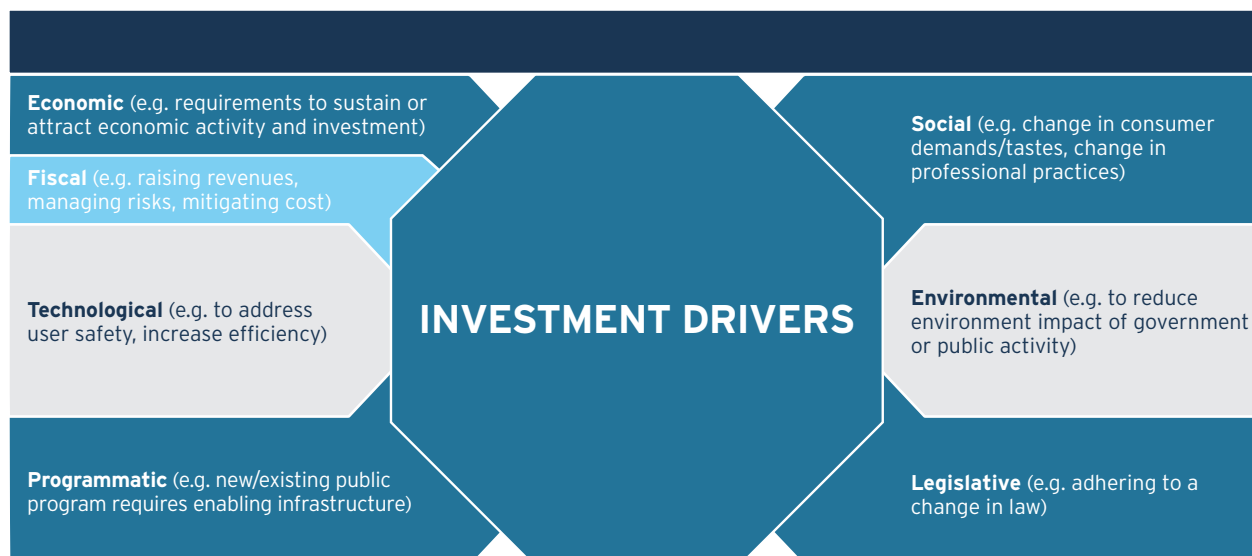 Economic (e.g. requirements to sustain or
attract economic activity and investment)
Fiscal (e.g. raising revenues,
managing risks, mitigating cost)
Technological (e.g. to address
user safety, increase efficiency)
Programmatic (e.g. new/existing public
program requires enabling infrastructure)
INVESTMENT DRIVERS
Social (e.g. change in consumer
demands/tastes, change in
professional practices)
Environmental (e.g. to reduce
environment impact of government
or public activity)
Legislative (e.g. adhering to a
change in law)